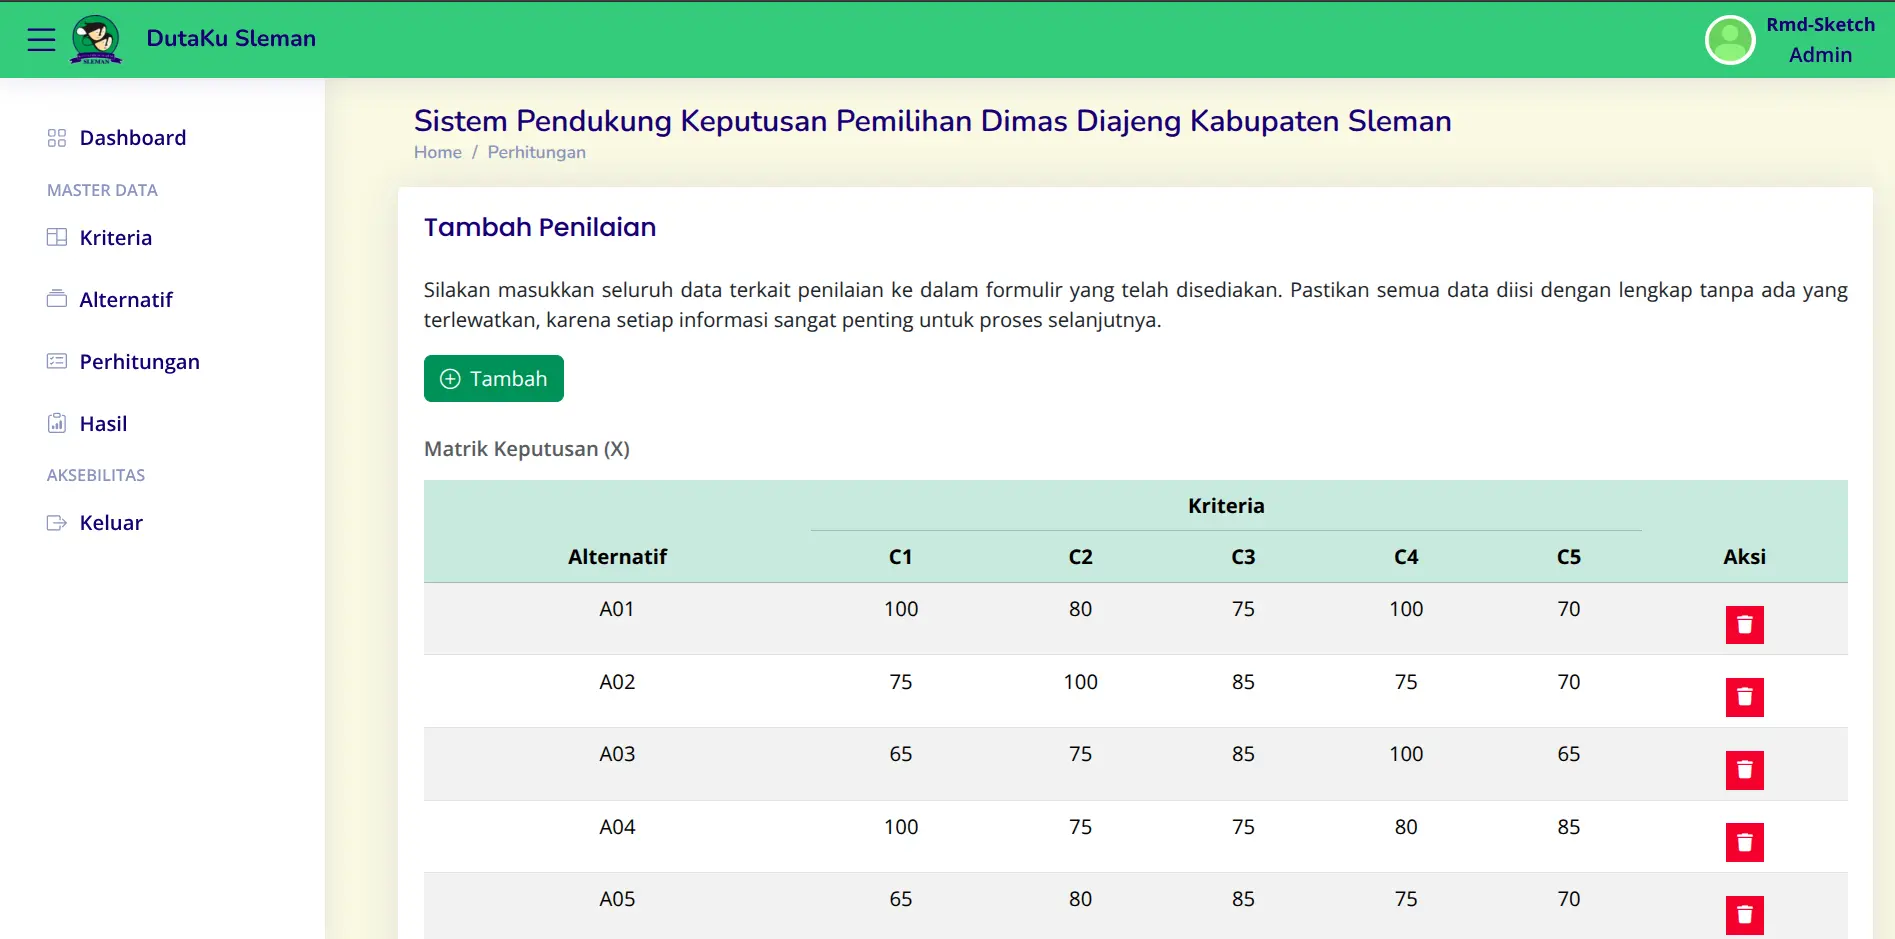 DutaKu Sleman
SLEMAN
Rmd-Sketch
Admin
Dashboard
MASTER DATA
Kriteria
Alternatif
Perhitungan
Hasil
AKSEBILITAS
Keluar
Sistem Pendukung Keputusan Pemilihan Dimas Diajeng Kabupaten Sleman
Home / Perhitungan
Tambah Penilaian
Silakan masukkan seluruh data terkait penilaian ke dalam formulir yang telah disediakan. Pastikan semua data diisi dengan lengkap tanpa ada yang
terlewatkan, karena setiap informasi sangat penting untuk proses selanjutnya.
Tambah
Matrik Keputusan (X)
Kriteria
Alternatif C1 C2 C3 C4 C5 Aksi
A01 100 80 75 100 70
A02 75 100 85 75 70
A03 65 75 85 100 65
A04 100 75 75 80 85
A05 65 80 85 75 70